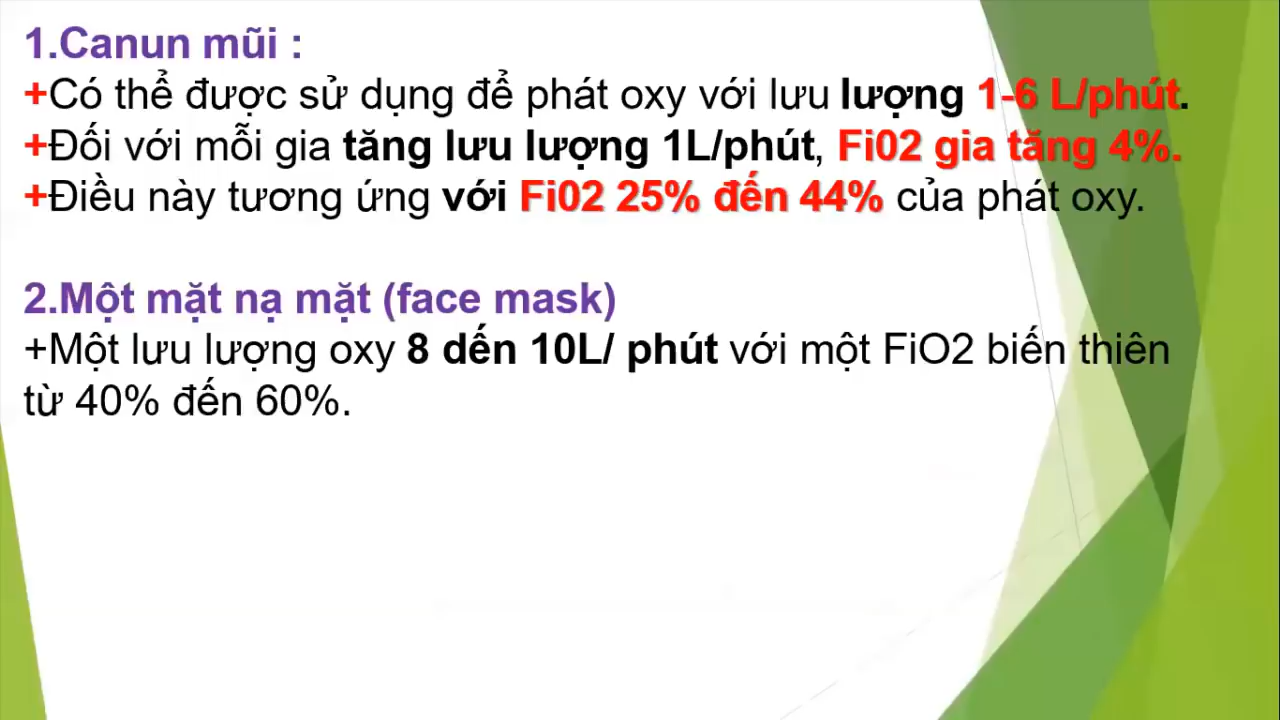 1.Canun mũi :
+Có thể được sử dụng để phát oxy với lưu lượng 1-6 L/phút.
+Đối với mỗi gia tăng lưu lượng 1L/phút, Fi02 gia tăng 4%.
+Điều này tương ứng với Fi02 25% đến 44% của phát oxy.
2.Một mặt nạ mặt (face mask)
+Một lưu lượng oxy 8 dến 10L/ phút với một FiO2 biến thiên
từ 40% đến 60%.